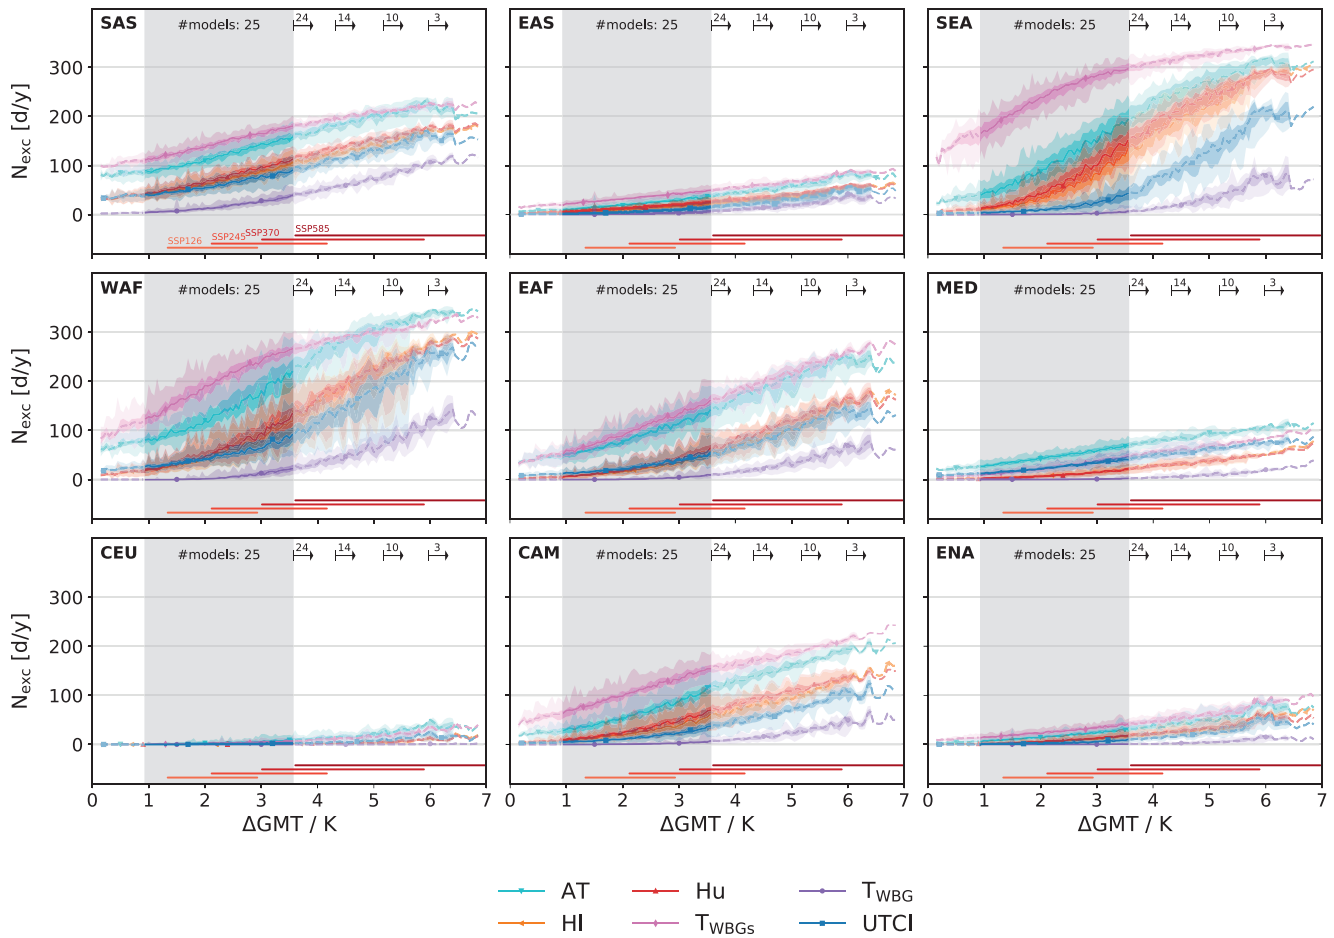 SAS #models: 25 24 14 10 3
EAS #models: 25 24 14 10 3
SEA #models: 25 24 14 10 3
N_exc [d/y]
300
200
100
0
SSP126 SSP245 SSP370 SSP585
WAF #models: 25 24 14 10 3
EAF #models: 25 24 14 10 3
MED #models: 25 24 14 10 3
N_exc [d/y]
300
200
100
0
CEU #models: 25 24 14 10 3
CAM #models: 25 24 14 10 3
ENA #models: 25 24 14 10 3
N_exc [d/y]
300
200
100
0
0 1 2 3 4 5 6 7
0 1 2 3 4 5 6 7
0 1 2 3 4 5 6 7
ΔGMT / K
ΔGMT / K
ΔGMT / K
AT Hu T_WBG
HI T_WBGs UTCI